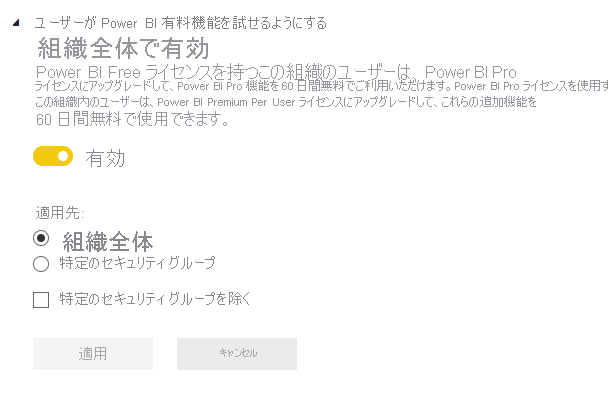 ユーザーが Power BI 有料機能を試せるようにする
組織全体で有効
Power BI Free ライセンスを持つこの組織のユーザーは、Power BI Pro
ライセンスにアップグレードして、Power BI Pro 機能を 60 日間無料でご利用いただけます。Power BI Pro ライセンスを使用す
この組織内のユーザーは、Power BI Premium Per User ライセンスにアップグレードして、これらの追加機能を
60 日間無料で使用できます。
有効
適用先:
組織全体
特定のセキュリティグループ
特定のセキュリティグループを除く
適用
キャンセル